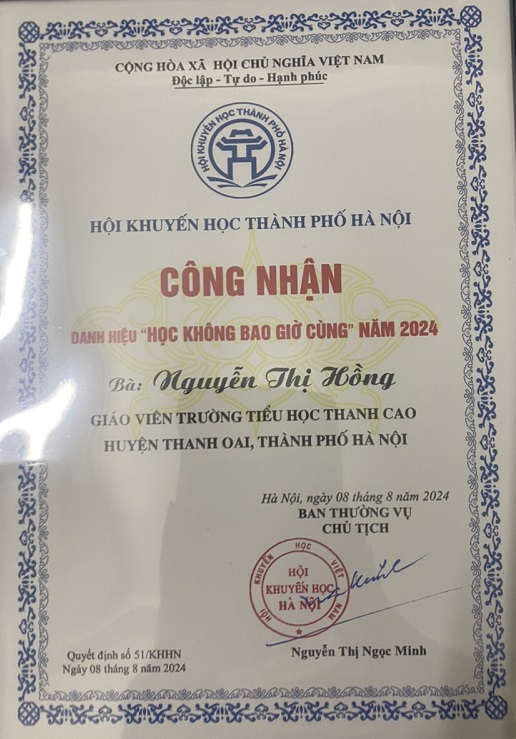 CỘNG HÒA XÃ HỘI CHỦ NGHĨA VIỆT NAM
Độc lập - Tự do - Hạnh phúc
HỘI KHUYẾN HỌC THÀNH PHỐ HÀ NỘI
HỘI KHUYẾN HỌC THÀNH PHỐ HÀ NỘI
CÔNG NHẬN
DANH HIỆU "HỌC KHÔNG BAO GIỜ CÙNG" NĂM 2024
Bà: Nguyễn Thị Hồng
GIÁO VIÊN TRƯỜNG TIỂU HỌC THANH CAO
HUYỆN THANH OAI, THÀNH PHỐ HÀ NỘI
Hà Nội, ngày 08 tháng 8 năm 2024
BAN THƯỜNG VỤ
CHỦ TỊCH
HỘI KHUYẾN HỌC VIỆT NAM
HỘI
KHUYẾN HỌC
HÀ NỘI
Nguyễn Thị Ngọc Minh
Quyết định số 51/KHHN
Ngày 08 tháng 8 năm 2024